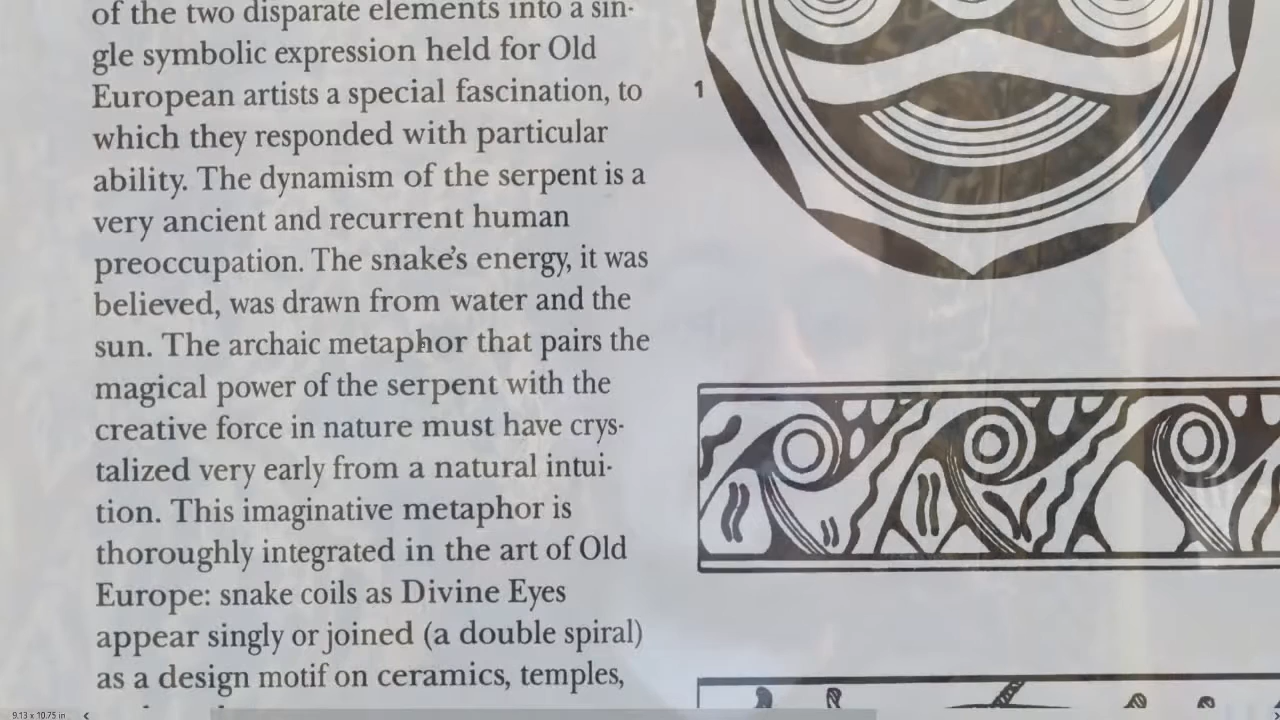 of the two disparate elements into a sin-
gle symbolic expression held for Old
European artists a special fascination, to
which they responded with particular
ability. The dynamism of the serpent is a
very ancient and recurrent human
preoccupation. The snake's energy, it was
believed, was drawn from water and the
sun. The archaic metaphor that pairs the
magical power of the serpent with the
creative force in nature must have crys-
talized very early from a natural intui-
tion. This imaginative metaphor is
thoroughly integrated in the art of Old
Europe: snake coils as Divine Eyes
appear singly or joined (a double spiral)
as a design motif on ceramics, temples,
1
9.13 x 10.75 in